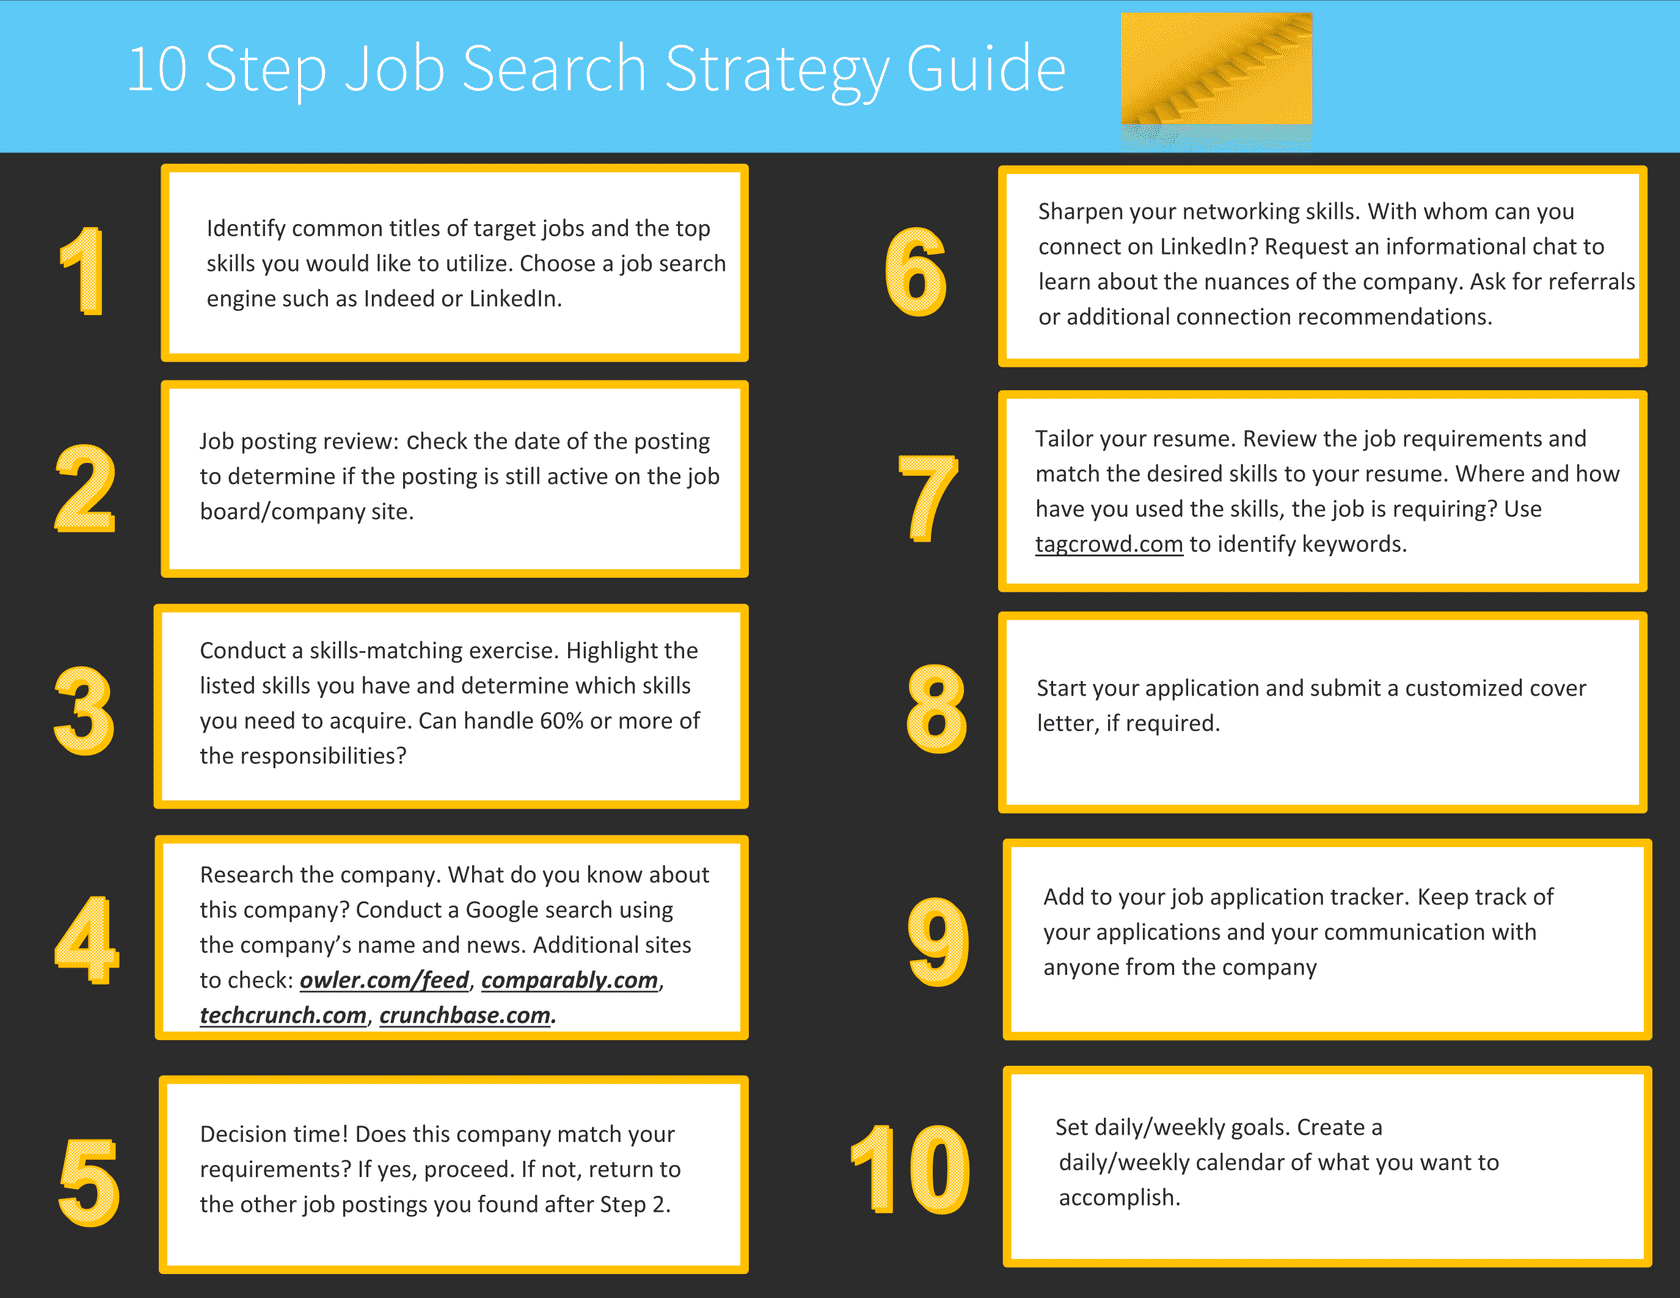 10 Step Job Search Strategy Guide
1
Identify common titles of target jobs and the top
skills you would like to utilize. Choose a job search
engine such as Indeed or LinkedIn.
2
Job posting review: check the date of the posting
to determine if the posting is still active on the job
board/company site.
3
Conduct a skills-matching exercise. Highlight the
listed skills you have and determine which skills
you need to acquire. Can handle 60% or more of
the responsibilities?
4
Research the company. What do you know about
this company? Conduct a Google search using
the company’s name and news. Additional sites
to check: owler.com/feed, comparably.com,
techcrunch.com, crunchbase.com.
5
Decision time! Does this company match your
requirements? If yes, proceed. If not, return to
the other job postings you found after Step 2.
6
Sharpen your networking skills. With whom can you
connect on LinkedIn? Request an informational chat to
learn about the nuances of the company. Ask for referrals
or additional connection recommendations.
7
Tailor your resume. Review the job requirements and
match the desired skills to your resume. Where and how
have you used the skills, the job is requiring? Use
tagcrowd.com to identify keywords.
8
Start your application and submit a customized cover
letter, if required.
9
Add to your job application tracker. Keep track of
your applications and your communication with
anyone from the company
10
Set daily/weekly goals. Create a
daily/weekly calendar of what you want to
accomplish.